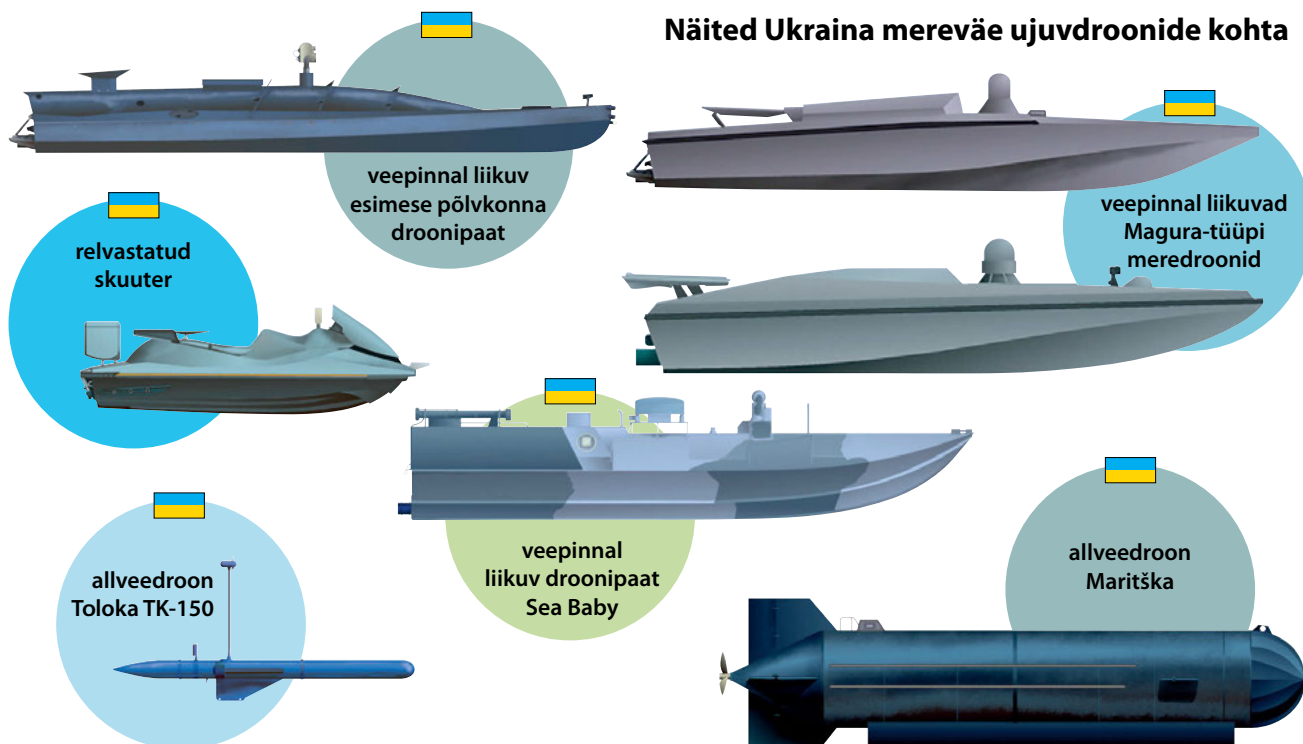 Näited Ukraina mereväe ujuvdroonide kohta
veepinnal liikuv
esimese põlvkonna
droonipaat
veepinnal liikuvad
Magura-tüüpi
meredroonid
relvastatud
skuuter
veepinnal
liikuv droonipaat
Sea Baby
allveedroon
Toloka TK-150
allveedroon
Maritška